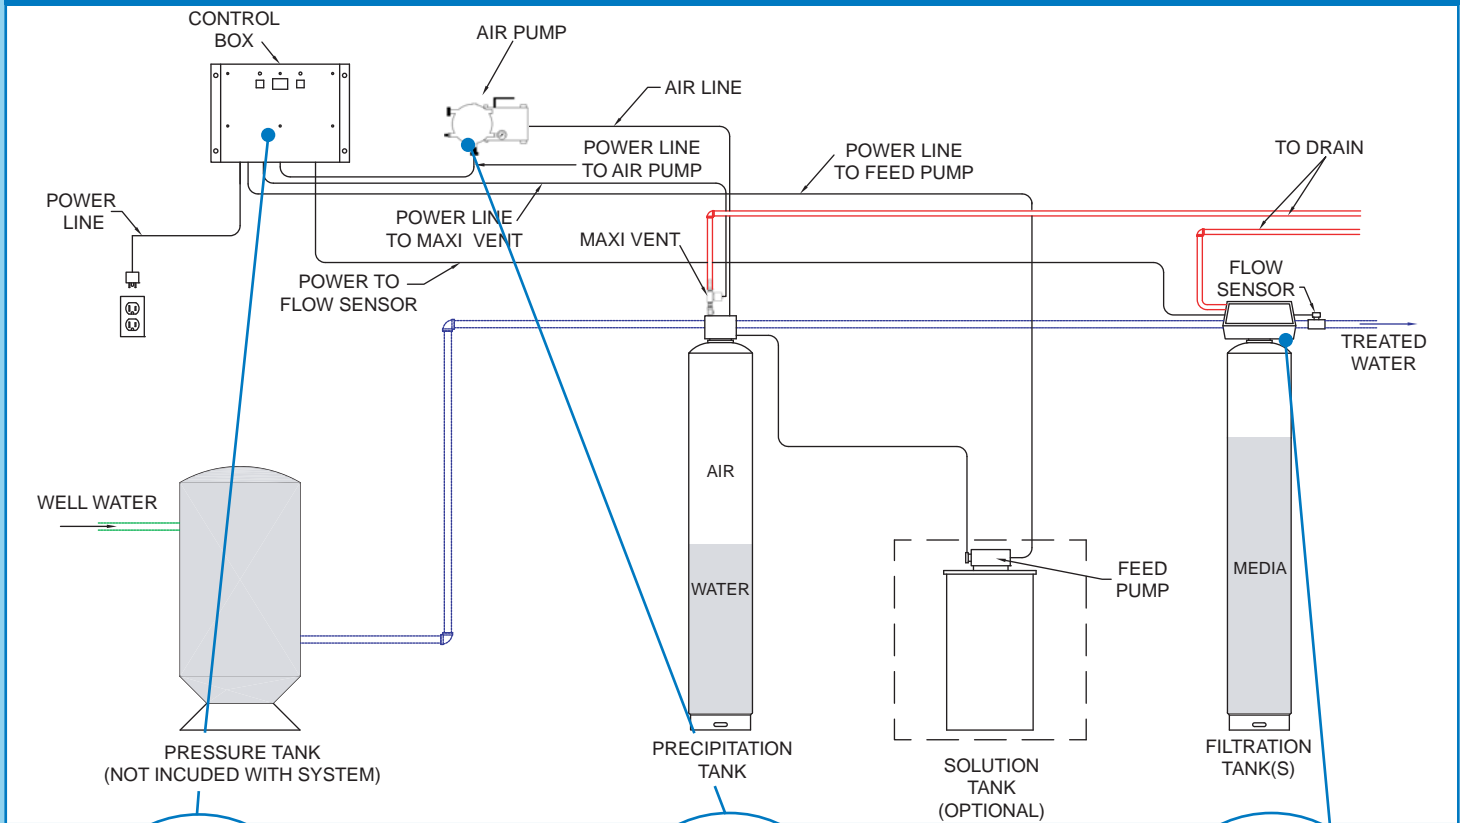 CONTROL
BOX
AIR PUMP
AIR LINE
POWER LINE
TO AIR PUMP
POWER LINE
TO FEED PUMP
TO DRAIN
POWER
LINE
POWER LINE
TO MAXI VENT
MAXI VENT
POWER TO
FLOW SENSOR
FLOW
SENSOR
TREATED
WATER
WELL WATER
AIR
WATER
MEDIA
FEED
PUMP
PRESSURE TANK
(NOT INCUDED WITH SYSTEM)
PRECIPITATION
TANK
SOLUTION
TANK
(OPTIONAL)
FILTRATION
TANK(S)